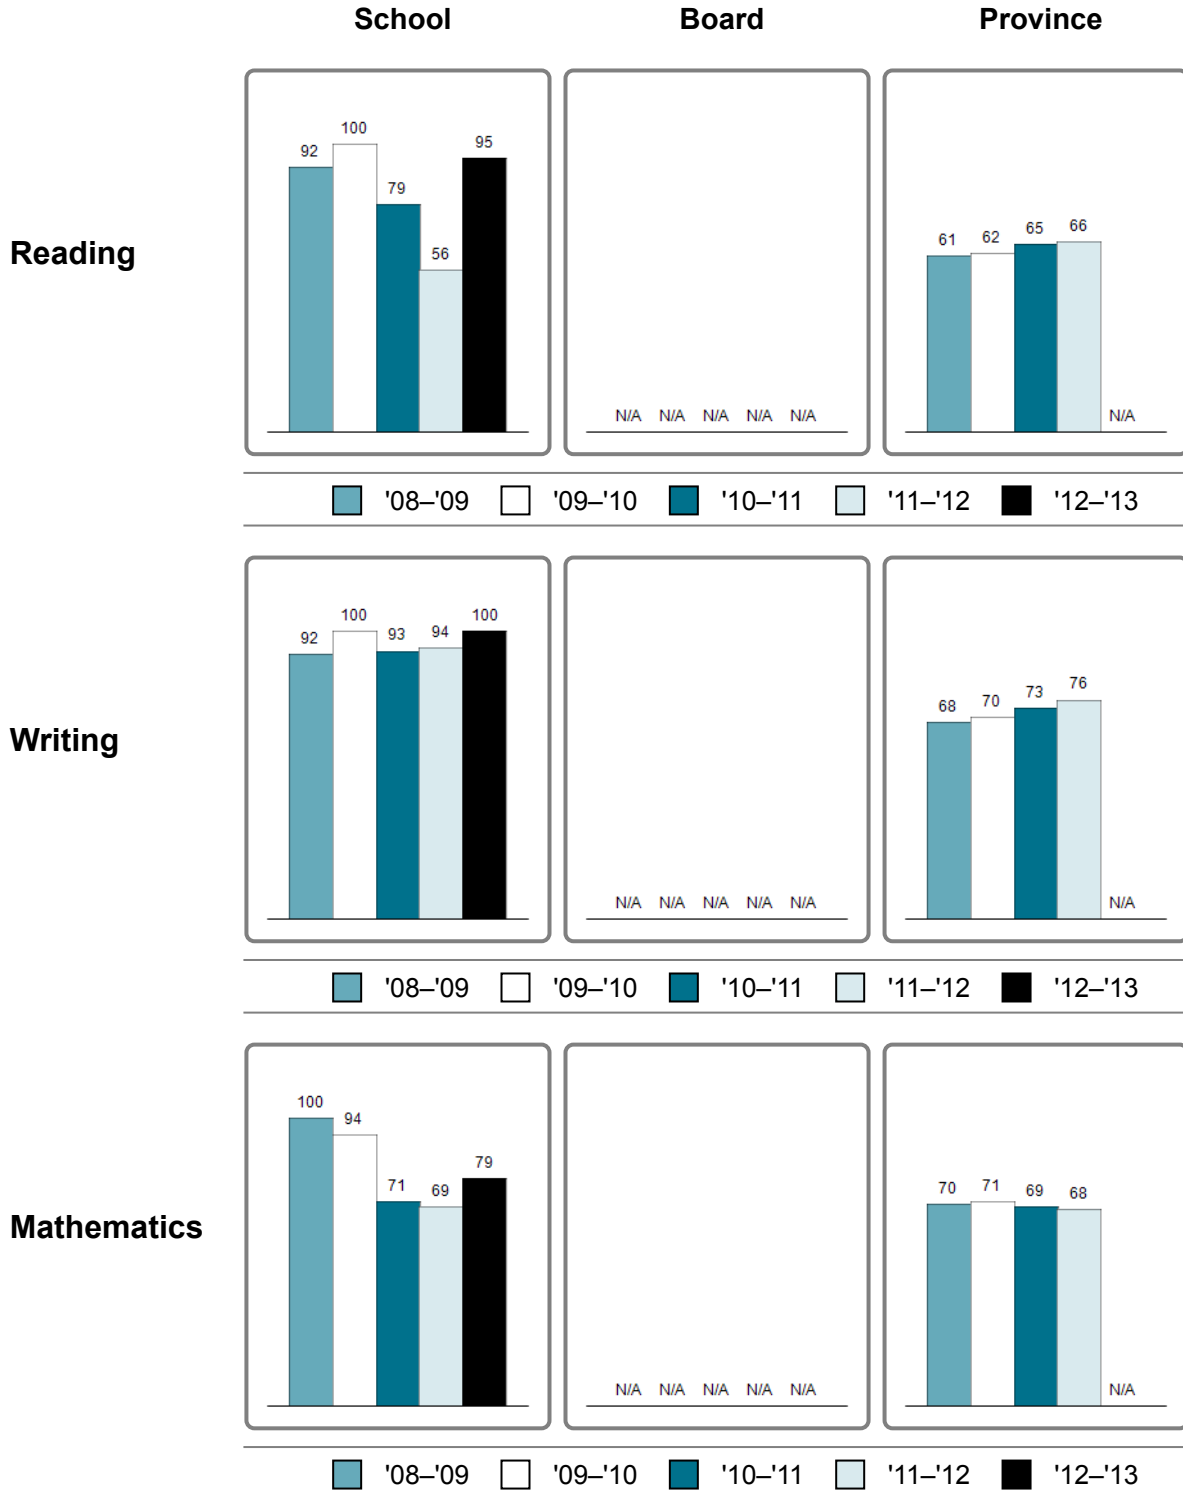 School Board Province
Reading
92 100 79 56 95
N/A N/A N/A N/A N/A
61 62 65 66 N/A
'08–'09 '09–'10 '10–'11 '11–'12 '12–'13
Writing
92 100 93 94 100
N/A N/A N/A N/A N/A
68 70 73 76 N/A
'08–'09 '09–'10 '10–'11 '11–'12 '12–'13
Mathematics
100 94 71 69 79
N/A N/A N/A N/A N/A
70 71 69 68 N/A
'08–'09 '09–'10 '10–'11 '11–'12 '12–'13